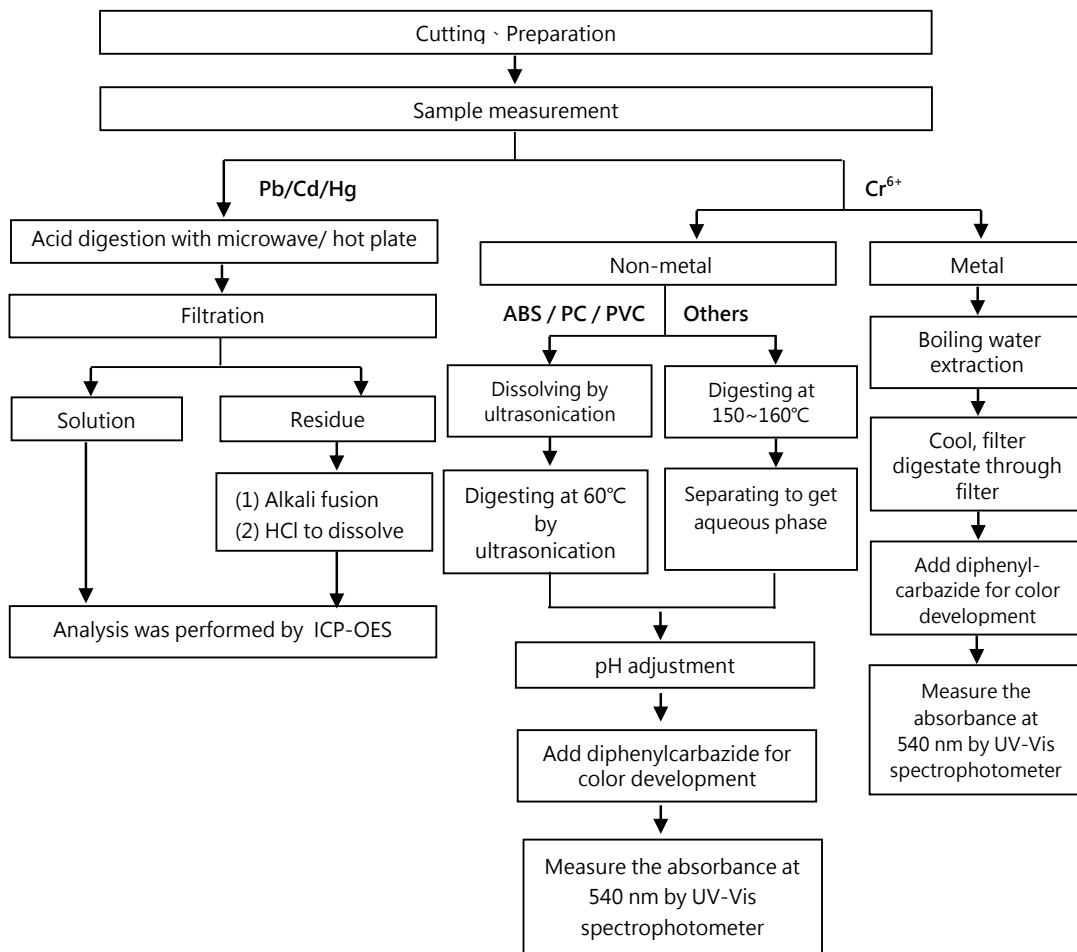 Cutting、Preparation
Sample measurement
Pb/Cd/Hg
Acid digestion with microwave/ hot plate
Filtration
Solution
Residue
(1) Alkali fusion
(2) HCl to dissolve
Analysis was performed by ICP-OES
Cr⁶⁺
Non-metal
ABS / PC / PVC
Others
Dissolving by
ultrasonication
Digesting at 60℃
by
ultrasonication
Digesting at
150~160℃
Separating to get
aqueous phase
pH adjustment
Add diphenylcarbazide for
color development
Measure the absorbance at
540 nm by UV-Vis
spectrophotometer
Metal
Boiling water
extraction
Cool, filter
digestate through
filter
Add diphenyl-
carbazide for color
development
Measure the
absorbance at
540 nm by UV-Vis
spectrophotometer